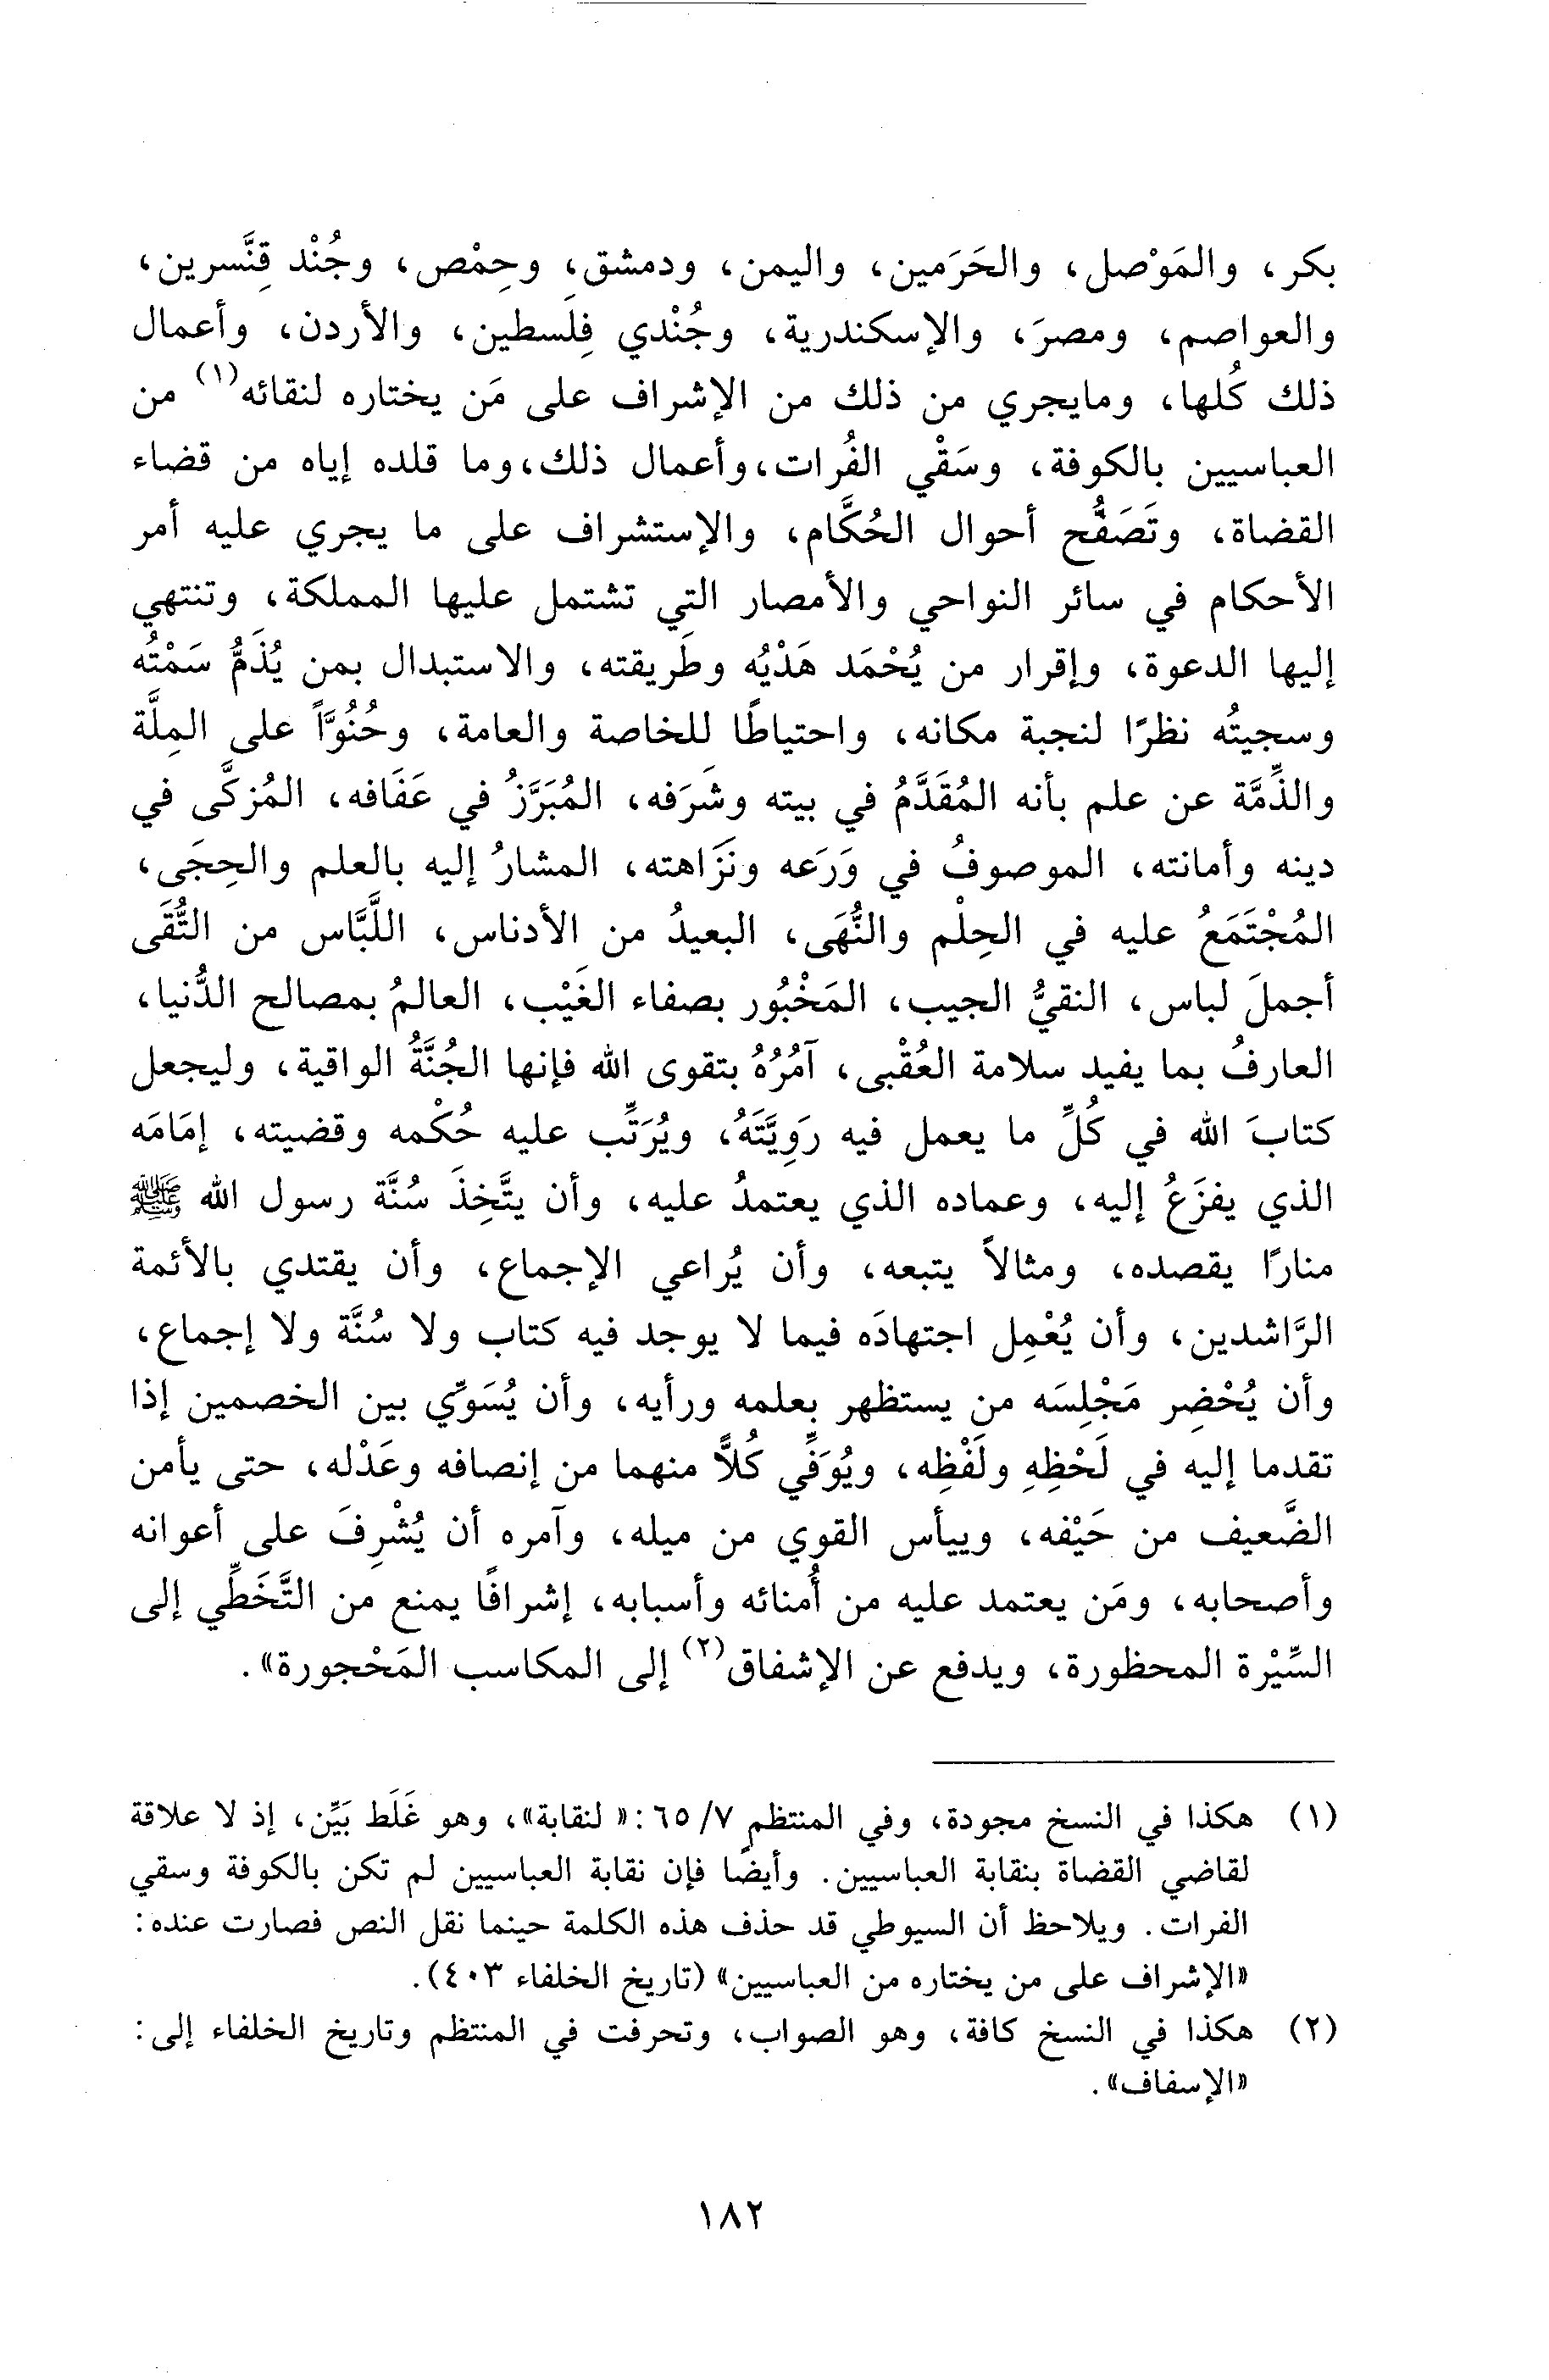 بكر، والمَوْصل، والحَرَمين، واليمن، ودمشق، وحِمْص، وجُنْد قِنَّسرين،
والعواصم، ومصرَ، والإسكندرية، وجُنْدي فِلَسطين، والأردن، وأعمال
ذلك كُلها، ومايجري من ذلك من الإشراف على مَن يختاره لنقائه(١) من
العباسيين بالكوفة، وسَقْي الفُرات،وأعمال ذلك،وما قلده إياه من قضاء
القضاة، وتَصَفُّح أحوال الحُكَّام، والإستشراف على ما يجري عليه أمر
الأحكام في سائر النواحي والأمصار التي تشتمل عليها المملكة، وتنتهي
إليها الدعوة، وإقرار من يُحْمَد هَدْيُه وطَريقته، والاستبدال بمن يُذَمُّ سَمْتُه
وسجيتُه نظرًا لنجبة مكانه، واحتياطًا للخاصة والعامة، وحُنُوَّاً على المِلَّة
والذِّمَّة عن علم بأنه المُقَدَّمُ في بيته وشَرَفه، المُبَرَّزُ في عَفَافه، المُزكَّى في
دينه وأمانته، الموصوفُ في وَرَعه ونَزَاهته، المشارُ إليه بالعلم والحِجَى،
المُجْتَمَعُ عليه في الحِلْم والنُّهَى، البعيدُ من الأدناس، اللَّبَّاس من التُّقَى
أجملَ لباس، النقيُّ الجيب، المَخْبُور بصفاء الغَيْب، العالمُ بمصالح الدُّنيا،
العارفُ بما يفيد سلامة العُقْبى، آمُرُهُ بتقوى الله فإنها الجُنَّةُ الواقية، وليجعل
كتابَ الله في كُلِّ ما يعمل فيه رَوِيَّتَهُ، ويُرَتِّب عليه حُكْمه وقضيته، إمَامَه
الذي يفزَعُ إليه، وعماده الذي يعتمدُ عليه، وأن يتَّخِذَ سُنَّة رسول الله ﷺ
منارًا يقصده، ومثالاً يتبعه، وأن يُراعي الإجماع، وأن يقتدي بالأئمة
الرَّاشدين، وأن يُعْمِل اجتهادَه فيما لا يوجد فيه كتاب ولا سُنَّة ولا إجماع،
وأن يُحْضِر مَجْلِسَه من يستظهر بعلمه ورأيه، وأن يُسَوِّي بين الخصمين إذا
تقدما إليه في لَحْظِهِ ولَفْظِه، ويُوَفِّي كُلاًّ منهما من إنصافه وعَدْله، حتى يأمن
الضَّعيف من حَيْفه، وييأس القوي من ميله، وآمره أن يُشْرِفَ على أعوانه
وأصحابه، ومَن يعتمد عليه من أُمنائه وأسبابه، إشرافًا يمنع من التَّخَطِّي إلى
السِّيْرة المحظورة، ويدفع عن الإشفاق(٢) إلى المكاسب المَحْجورة».
(١) هكذا في النسخ مجودة، وفي المنتظم ٧/ ٦٥:« لنقابة»، وهو غَلَط بَيِّن، إذ لا علاقة
لقاضي القضاة بنقابة العباسيين. وأيضًا فإن نقابة العباسيين لم تكن بالكوفة وسقي
الفرات. ويلاحظ أن السيوطي قد حذف هذه الكلمة حينما نقل النص فصارت عنده:
«الإشراف على من يختاره من العباسيين» (تاريخ الخلفاء ٤٠٣).
(٢) هكذا في النسخ كافة، وهو الصواب، وتحرفت في المنتظم وتاريخ الخلفاء إلى:
«الإسفاف».
١٨٢